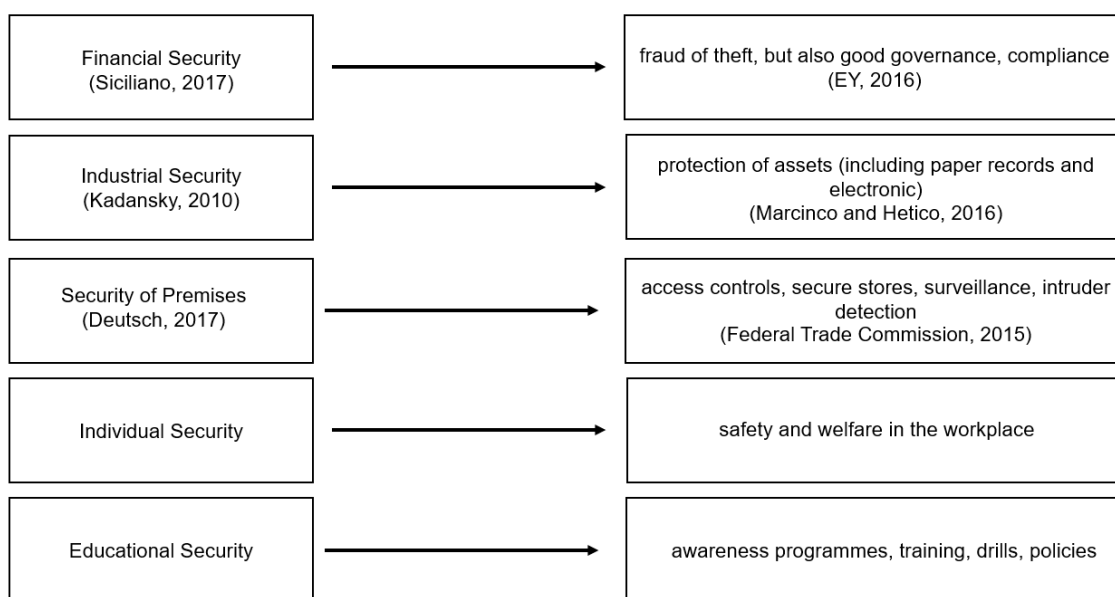 Financial Security
(Siciliano, 2017)
fraud of theft, but also good governance, compliance
(EY, 2016)
Industrial Security
(Kadansky, 2010)
protection of assets (including paper records and
electronic)
(Marcinco and Hetico, 2016)
Security of Premises
(Deutsch, 2017)
access controls, secure stores, surveillance, intruder
detection
(Federal Trade Commission, 2015)
Individual Security
safety and welfare in the workplace
Educational Security
awareness programmes, training, drills, policies